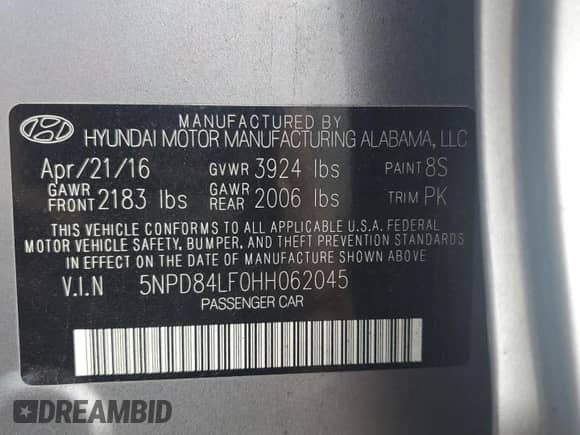 MANUFACTURED BY
HYUNDAI MOTOR MANUFACTURING ALABAMA, LLC
Apr/21/16 GVWR 3924 lbs PAINT 8S
GAWR FRONT 2183 lbs GAWR REAR 2006 lbs TRIM PK
THIS VEHICLE CONFORMS TO ALL APPLICABLE U.S.A. FEDERAL
MOTOR VEHICLE SAFETY, BUMPER, AND THEFT PREVENTION STANDARDS
IN EFFECT ON THE DATE OF MANUFACTURE SHOWN ABOVE
V.I.N 5NPD84LF0HH062045
PASSENGER CAR
DREAMBID